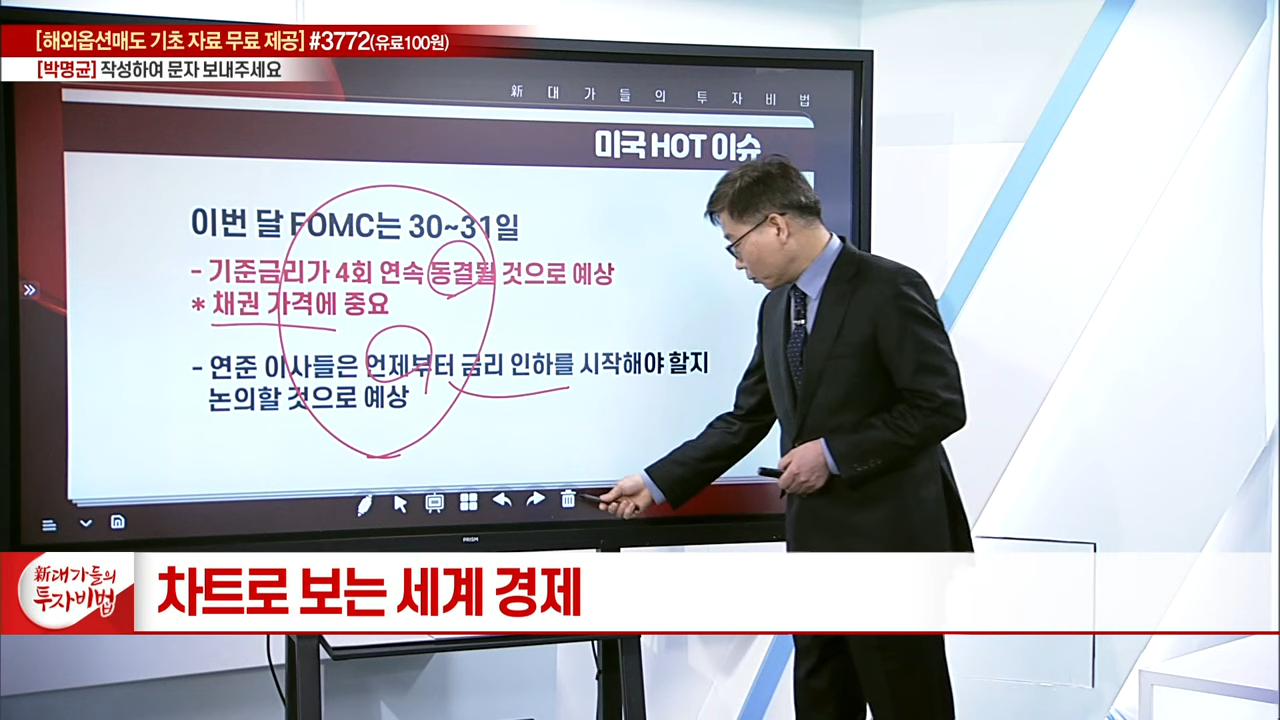 [해외옵션매도 기초 자료 무료 제공] #3772(유료100원)
[박명균] 작성하여 문자 보내주세요
新 대 가 들 의 투 자 비 법
미국 HOT 이슈
이번 달 FOMC는 30~31일
- 기준금리가 4회 연속 동결될 것으로 예상
* 채권 가격에 중요
- 연준 이사들은 언제부터 금리 인하를 시작해야 할지
논의할 것으로 예상
PRISM
新대가들의
투자비법
차트로 보는 세계 경제